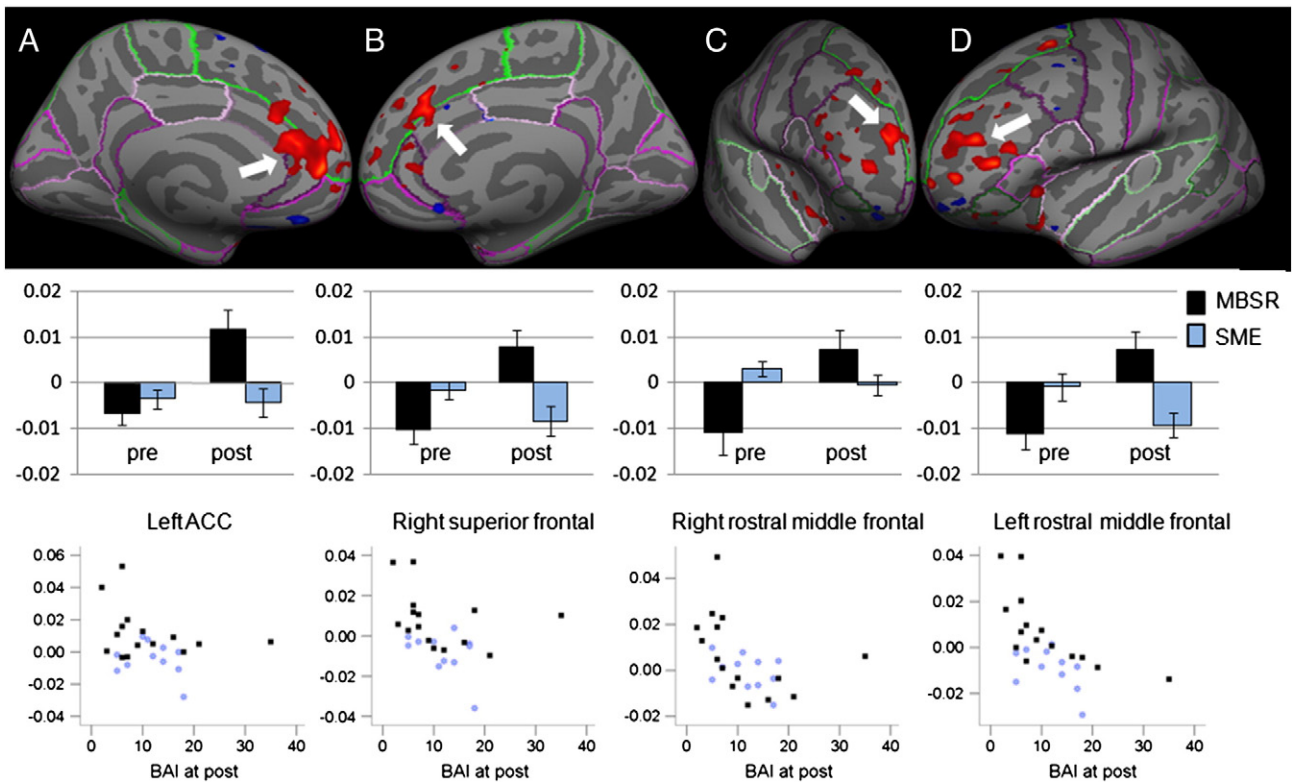 A B C D
0.02 0.02 0.02 0.02 MBSR
0.01 0.01 0.01 0.01 SME
0 0 0 0
-0.01 -0.01 -0.01 -0.01
pre post pre post pre post pre post
-0.02 -0.02 -0.02 -0.02
Left ACC Right superior frontal Right rostral middle frontal Left rostral middle frontal
0.06
0.04
0.02
0.00
-0.02
-0.04
0 10 20 30 40
BAI at post
0.04
0.02
0.00
-0.02
-0.04
0 10 20 30 40
BAI at post
0.04
0.02
0.00
-0.02
0 10 20 30 40
BAI at post
0.04
0.02
0.00
-0.02
0 10 20 30 40
BAI at post